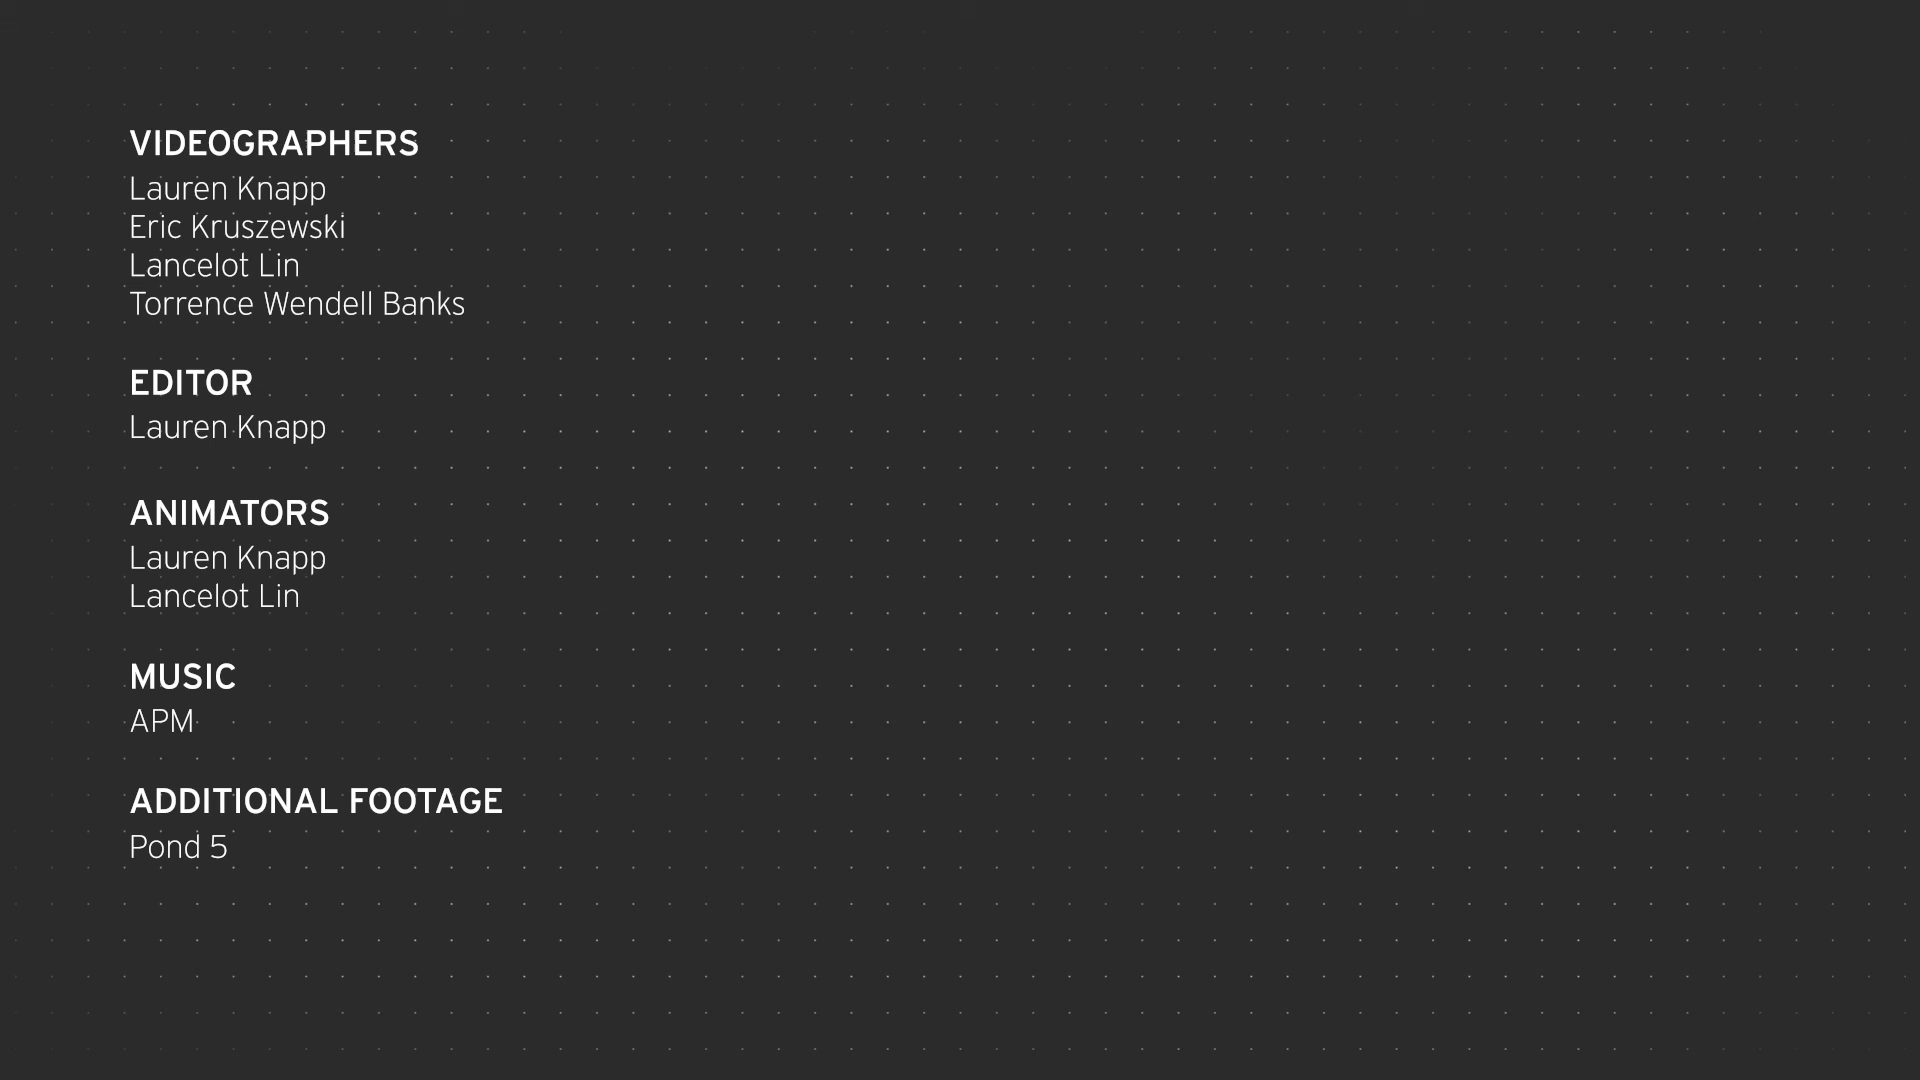 VIDEOGRAPHERS
Lauren Knapp
Eric Kruszewski
Lancelot Lin
Torrence Wendell Banks
EDITOR
Lauren Knapp
ANIMATORS
Lauren Knapp
Lancelot Lin
MUSIC
APM
ADDITIONAL FOOTAGE
Pond 5